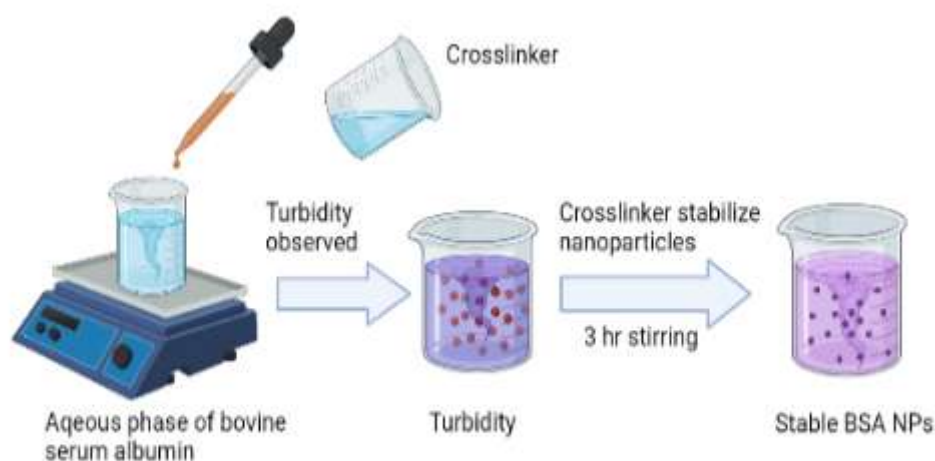 Crosslinker
Turbidity
observed
Crosslinker stabilize
nanoparticles
3 hr stirring
Aqeous phase of bovine
serum albumin
Turbidity
Stable BSA NPs